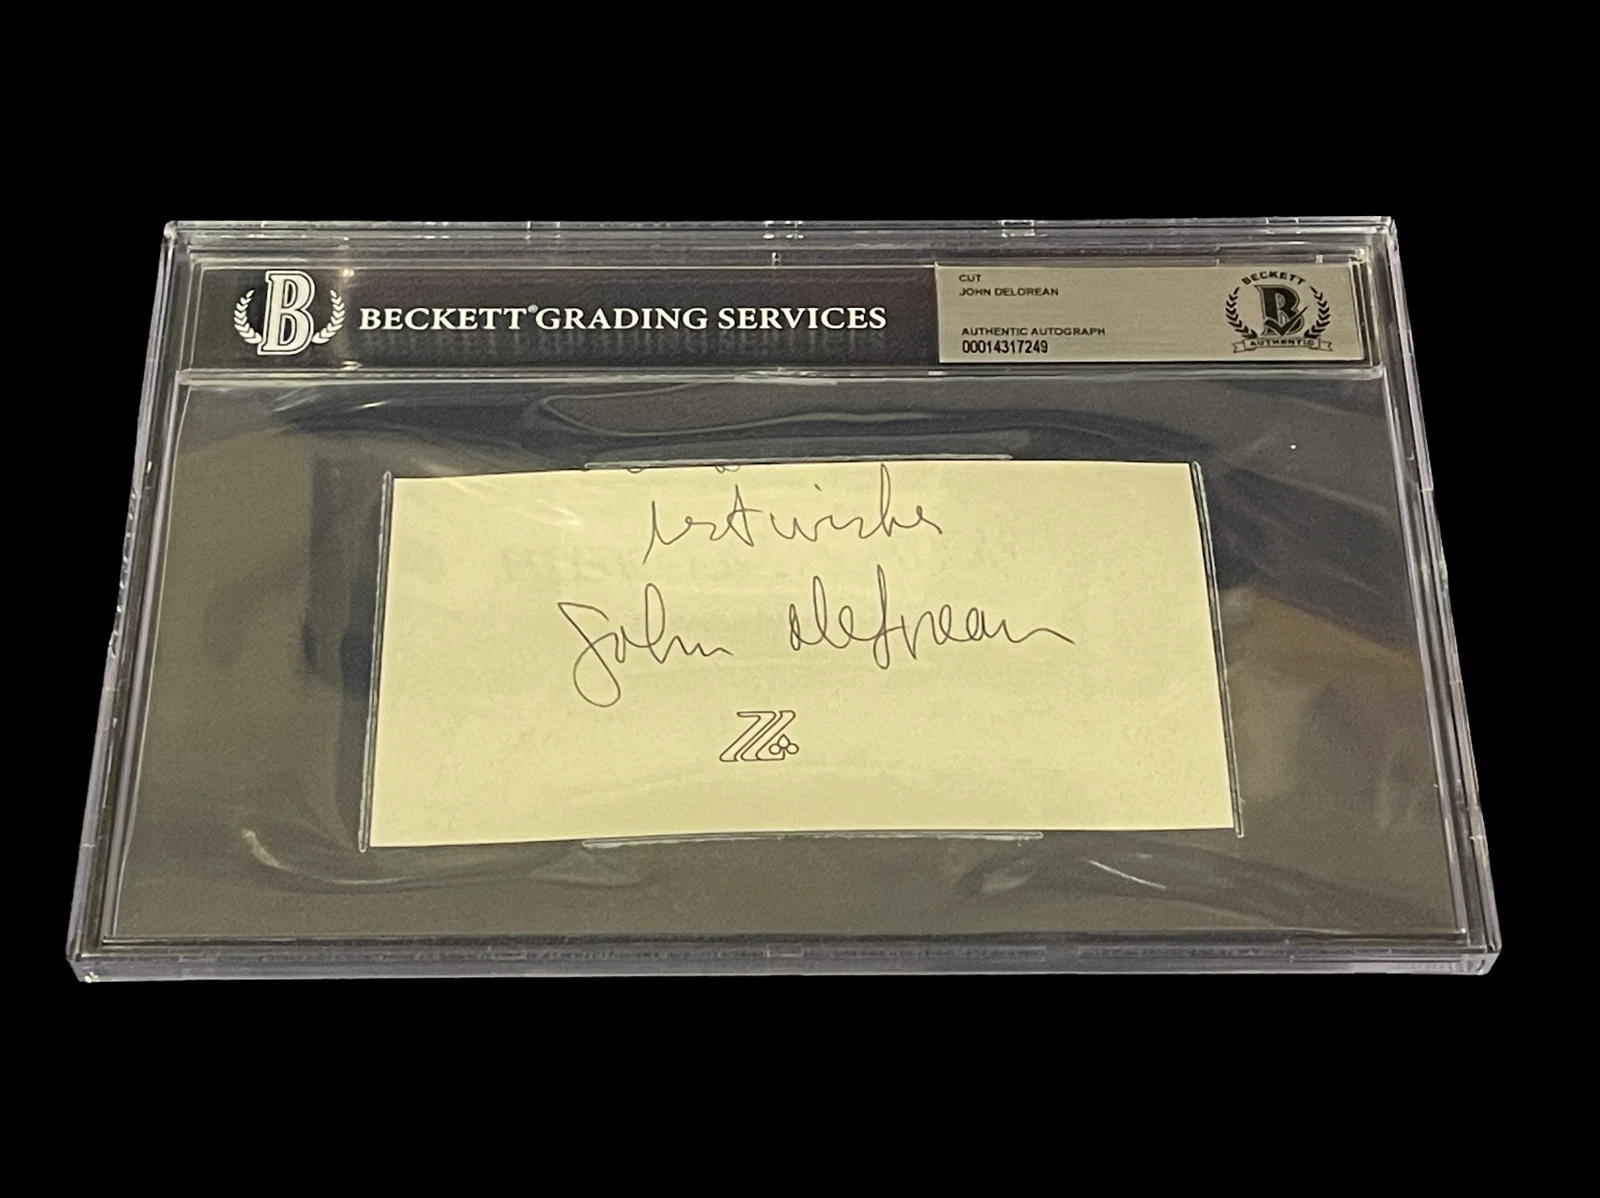 B BECKETT® GRADING SERVICES
CUT
JOHN DELOREAN
AUTHENTIC AUTOGRAPH
00014317249
BECKETT
B
AUTHENTIC
best wishes
John DeLorean